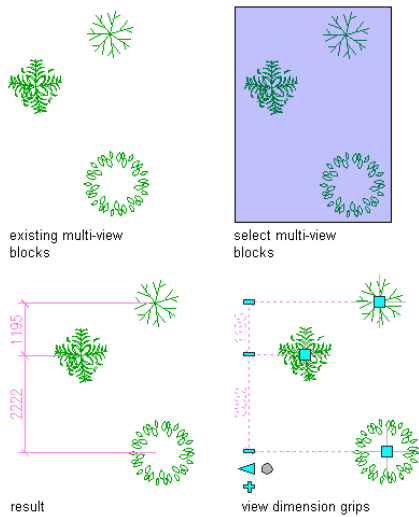 existing multi-view
blocks
select multi-view
blocks
1195
2222
result
view dimension grips